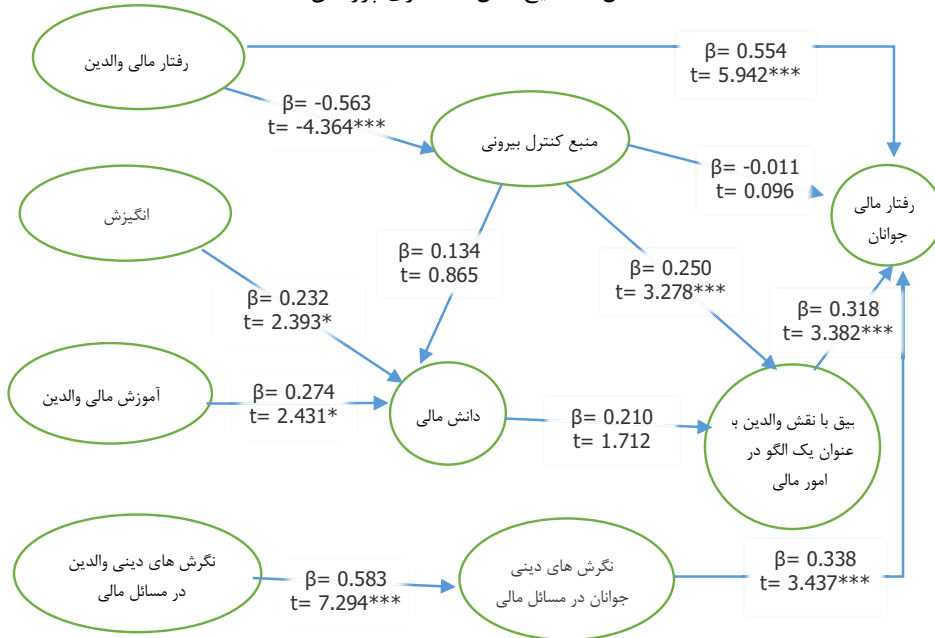 رفتار مالی والدین
β= 0.554
t= 5.942***
β= -0.563
t= -4.364***
منبع کنترل بیرونی
β= -0.011
t= 0.096
رفتار مالی
جوانان
انگیزش
β= 0.134
t= 0.865
β= 0.250
t= 3.278***
β= 0.232
t= 2.393*
β= 0.318
t= 3.382***
آموزش مالی والدین
β= 0.274
t= 2.431*
دانش مالی
β= 0.210
t= 1.712
با نقش والدین
عنوان یک الگو در
امور مالی
نگرش های دینی والدین
در مسائل مالی
β= 0.583
t= 7.294***
نگرش های دینی
جوانان در مسائل مالی
β= 0.338
t= 3.437***